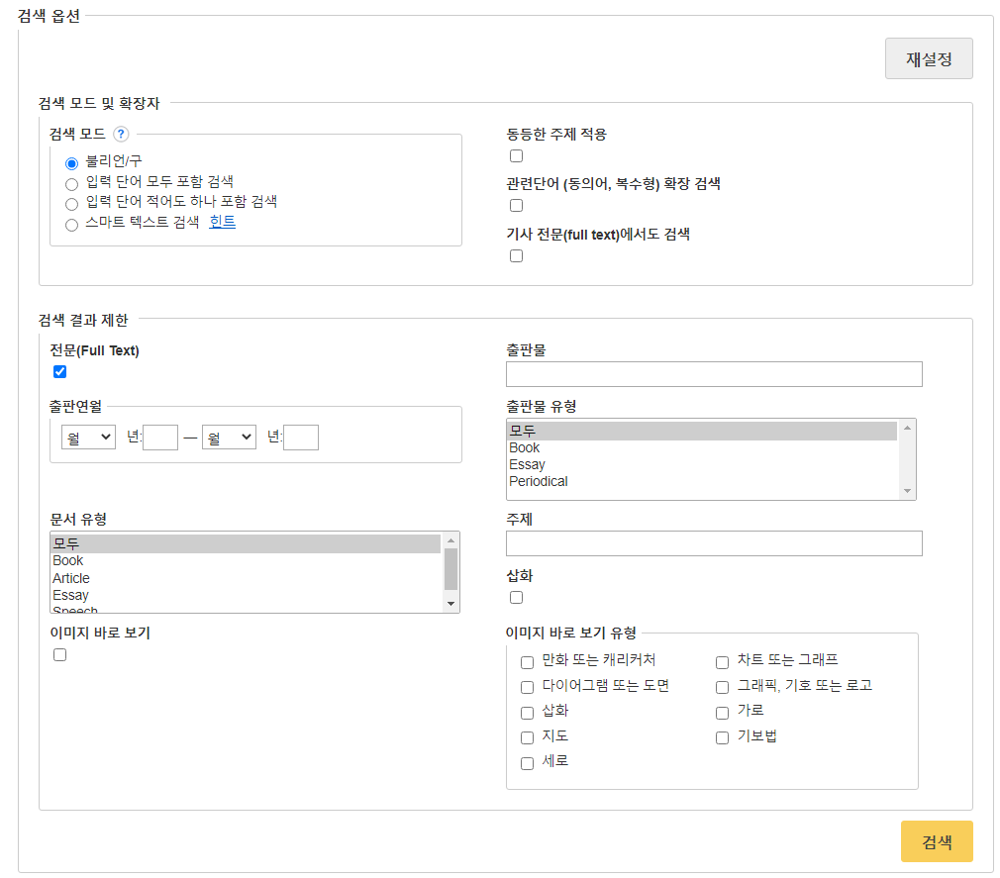 검색 옵션
재설정
검색 모드 및 확장자
검색 모드 ?
불리언/구
입력 단어 모두 포함 검색
입력 단어 적어도 하나 포함 검색
스마트 텍스트 검색 힌트
동등한 주제 적용
관련단어 (동의어, 복수형) 확장 검색
기사 전문(full text)에서도 검색
검색 결과 제한
전문(Full Text)
출판물
출판연월
월 년: — 월 년:
출판물 유형
모두
Book
Essay
Periodical
문서 유형
모두
Book
Article
Essay
Speech
주제
삽화
이미지 바로 보기
이미지 바로 보기 유형
만화 또는 캐리커처 차트 또는 그래프
다이어그램 또는 도면 그래픽, 기호 또는 로고
삽화 가로
지도 기보법
세로
검색